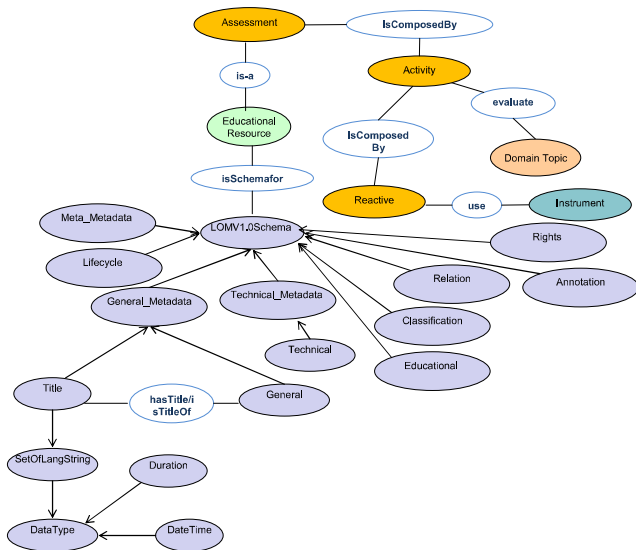 Assessment
IsComposedBy
is-a
Activity
evaluate
Educational
Resource
IsComposed
By
Domain Topic
isSchemafor
Reactive
use
Instrument
Meta_Metadata
LOMV1.0Schema
Rights
Lifecycle
Relation
Annotation
General_Metadata
Technical_Metadata
Classification
Technical
Educational
Title
hasTitle/i
sTitleOf
General
SetOfLangString
Duration
DataType
DateTime